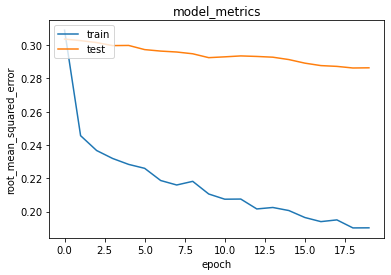 model_metrics
train
test
root_mean_squared_error
0.30
0.28
0.26
0.24
0.22
0.20
0.0 2.5 5.0 7.5 10.0 12.5 15.0 17.5
epoch